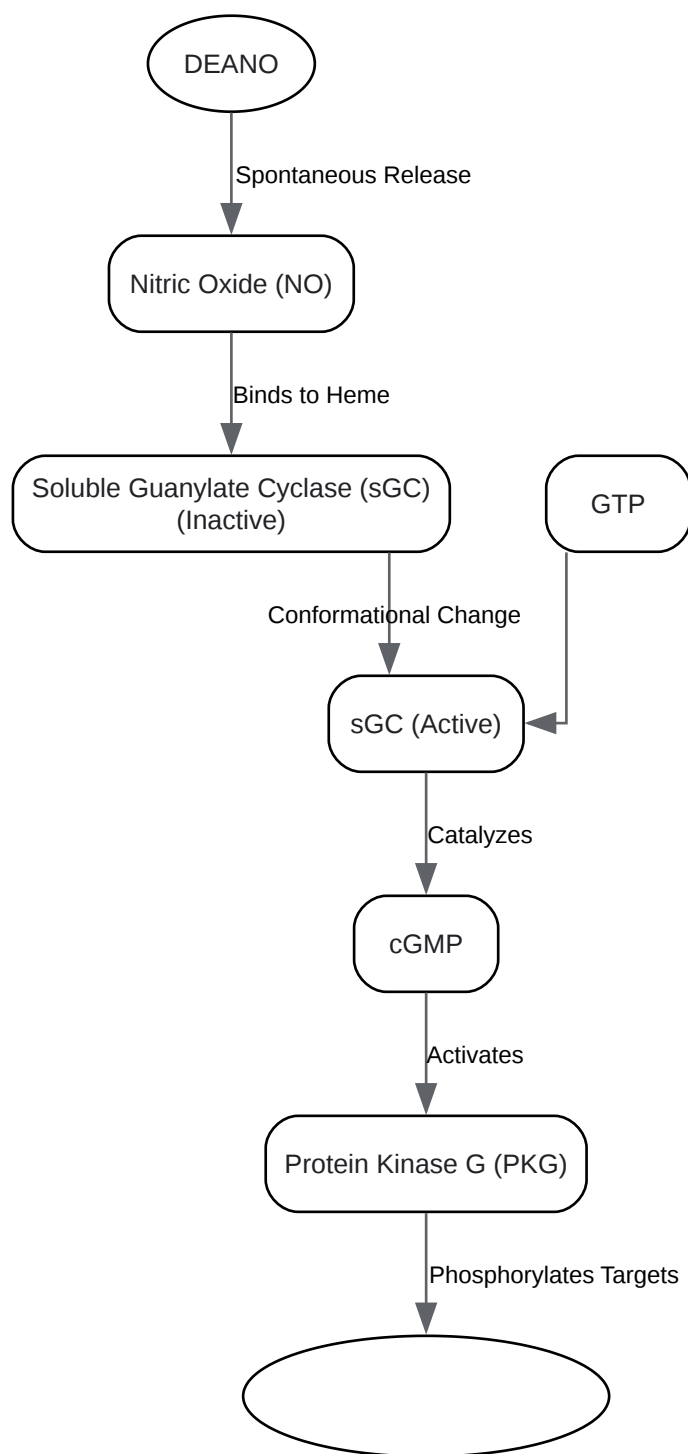 DEANO
Spontaneous Release
Nitric Oxide (NO)
Binds to Heme
Soluble Guanylate Cyclase (sGC)
(Inactive)
GTP
Conformational Change
sGC (Active)
Catalyzes
cGMP
Activates
Protein Kinase G (PKG)
Phosphorylates Targets